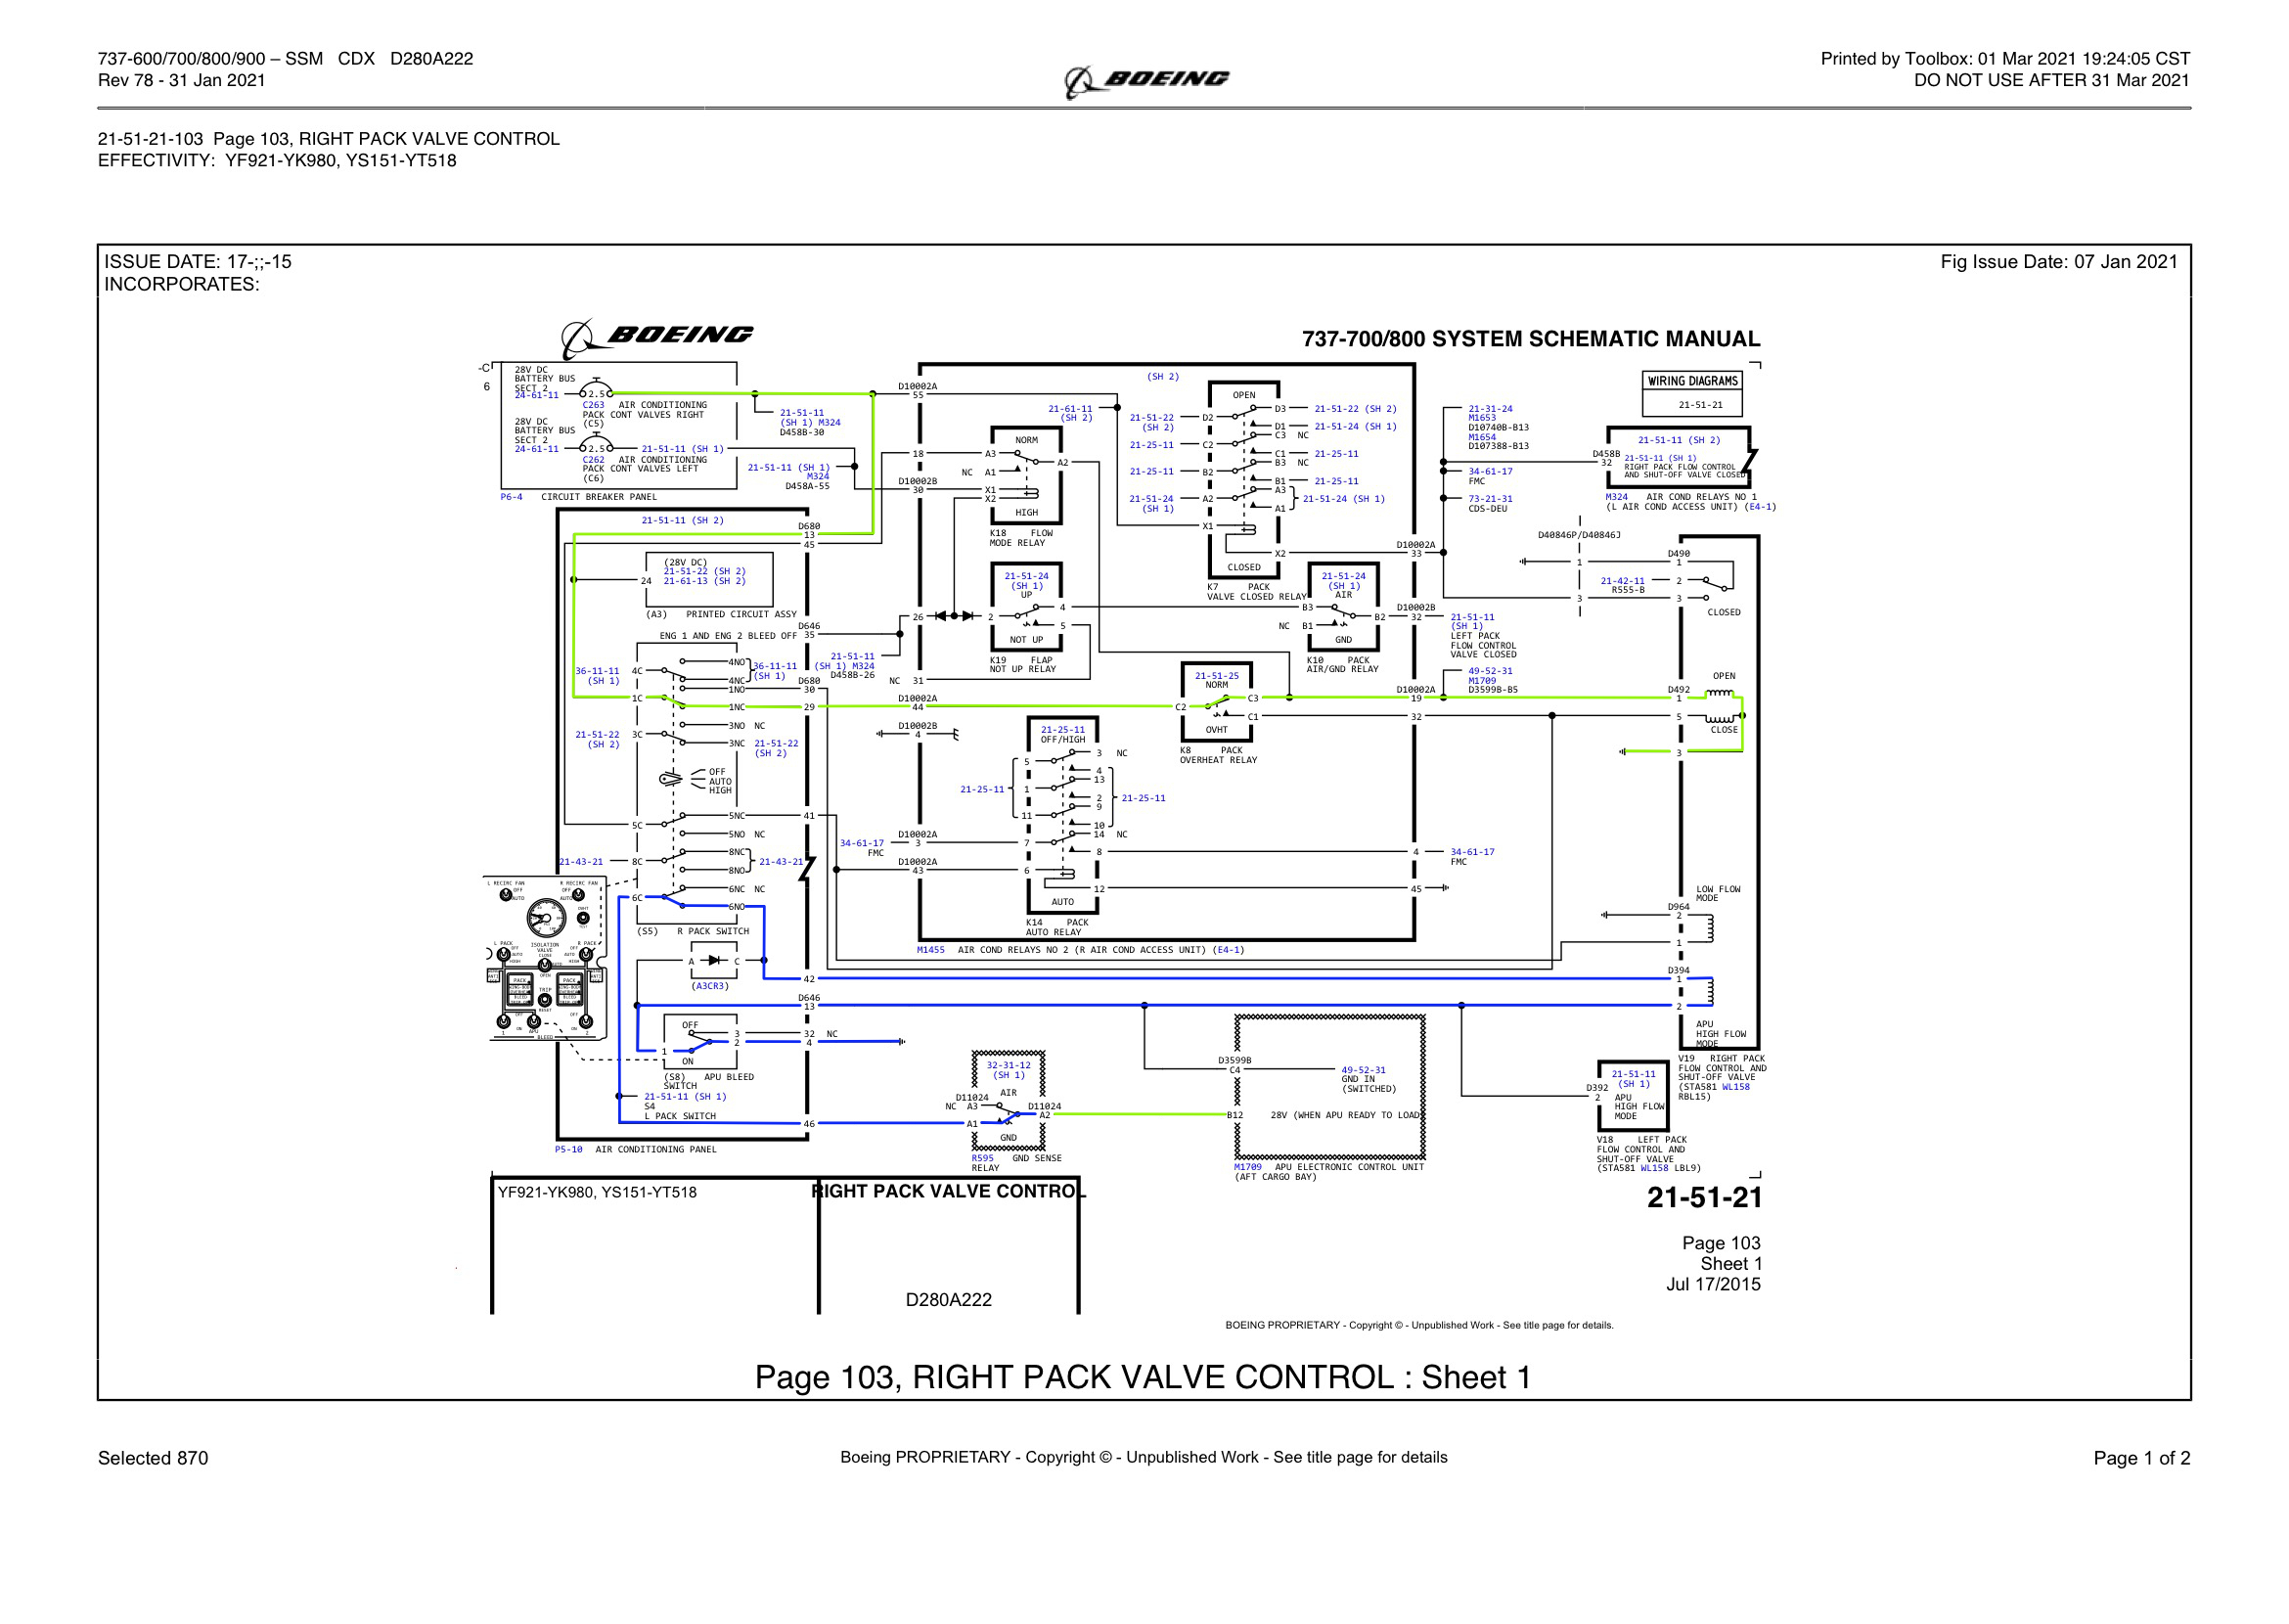 737-600/700/800/900 – SSM   CDX   D280A222
Rev 78 - 31 Jan 2021
BOEING
Printed by Toolbox: 01 Mar 2021 19:24:05 CST
DO NOT USE AFTER 31 Mar 2021
21-51-21-103  Page 103, RIGHT PACK VALVE CONTROL
EFFECTIVITY:  YF921-YK980, YS151-YT518
ISSUE DATE: 17-;;-15
INCORPORATES:
Fig Issue Date: 07 Jan 2021
BOEING
737-700/800 SYSTEM SCHEMATIC MANUAL
-C
6
28V DC
BATTERY BUS
SECT 2
24-61-11
2.5
C263
(C5)
AIR CONDITIONING
PACK CONT VALVES RIGHT
28V DC
BATTERY BUS
SECT 2
24-61-11
2.5
C262
(C6)
21-51-11 (SH 1)
AIR CONDITIONING
PACK CONT VALVES LEFT
P6-4   CIRCUIT BREAKER PANEL
21-51-11
(SH 1) M324
D458B-30
21-51-11 (SH 1)
M324
D458A-55
21-51-11 (SH 2)
D680
13
45
(28V DC)
21-51-22 (SH 2)
21-61-13 (SH 2)
24
(A3)   PRINTED CIRCUIT ASSY
D646
ENG 1 AND ENG 2 BLEED OFF 35
36-11-11
(SH 1)
4C
4NO
4NC
36-11-11
(SH 1)
21-51-11
(SH 1) M324
D458B-26
1NO
D680
30
1C
1NC
29
3NO  NC
21-51-22
(SH 2)
3C
3NC
21-51-22
(SH 2)
OFF
AUTO
HIGH
5C
5NC
41
5NO  NC
21-43-21
8C
8NC
8NO
21-43-21
6NC  NC
6C
6NO
(S5)   R PACK SWITCH
A
C
(A3CR3)
42
D646
13
OFF
3
32  NC
2
4
1
ON
(S8)   APU BLEED
SWITCH
21-51-11 (SH 1)
S4
L PACK SWITCH
46
P5-10   AIR CONDITIONING PANEL
L RECIRC FAN
R RECIRC FAN
OFF
AUTO
OFF
AUTO
L PACK
R PACK
ISOLATION
VALVE
CLOSE
OPEN
OFF
AUTO
HIGH
OFF
AUTO
HIGH
PACK
PACK
TRIP
RESET
OFF
ON
1
APU
OFF
ON
2
BLEED
D10002A
55
18
D10002B
30
26
NC  31
D10002A
44
D10002B
4
34-61-17
FMC
D10002A
3
D10002A
43
(SH 2)
21-61-11
(SH 2)
NORM
A3
A2
NC  A1
X1
X2
HIGH
K18   FLOW
MODE RELAY
21-51-24
(SH 1)
UP
2
4
5
NOT UP
K19   FLAP
NOT UP RELAY
OPEN
21-51-22
(SH 2)
D2
D3
21-51-22 (SH 2)
D1
21-51-24 (SH 1)
21-25-11
C2
C3  NC
C1
21-25-11
21-25-11
B2
B3  NC
B1
21-25-11
21-51-24
(SH 1)
A2
A3
A1
21-51-24 (SH 1)
X1
X2
CLOSED
K7   PACK
VALVE CLOSED RELAY
21-51-24
(SH 1)
AIR
B3
B2
NC  B1
GND
K10   PACK
AIR/GND RELAY
D10002A
33
D10002B
32
21-51-25
NORM
C3
C2
C1
OVHT
K8   PACK
OVERHEAT RELAY
D10002A
19
32
21-25-11
OFF/HIGH
3  NC
5
4
13
21-25-11
1
2
9
21-25-11
11
10
14  NC
7
8
6
12
AUTO
K14   PACK
AUTO RELAY
4
34-61-17
FMC
45
M1455  AIR COND RELAYS NO 2 (R AIR COND ACCESS UNIT) (E4-1)
21-31-24
M1653
D10740B-B13
M1654
D10738B-B13
34-61-17
FMC
73-21-31
CDS-DEU
21-51-11
(SH 1)
LEFT PACK
FLOW CONTROL
VALVE CLOSED
49-52-31
M1709
D3599B-B5
WIRING DIAGRAMS
21-51-21
21-51-11 (SH 2)
D458B
32
21-51-11 (SH 1)
RIGHT PACK FLOW CONTROL
AND SHUT-OFF VALVE CLOSED
M324   AIR COND RELAYS NO 1
(L AIR COND ACCESS UNIT) (E4-1)
D40846P/D40846J
1
3
D490
1
21-42-11
R555-B
2
3
CLOSED
OPEN
D492
1
5
CLOSE
3
LOW FLOW
MODE
D964
2
1
D394
1
2
APU
HIGH FLOW
MODE
V19   RIGHT PACK
FLOW CONTROL AND
SHUT-OFF VALVE
(STA581 WL158
RBL15)
21-51-11
(SH 1)
D392
2
APU
HIGH FLOW
MODE
V18   LEFT PACK
FLOW CONTROL AND
SHUT-OFF VALVE
(STA581 WL158 LBL9)
32-31-12
(SH 1)
AIR
D11024
NC  A3
D11024
A2
A1
GND
R595   GND SENSE
RELAY
D3599B
C4
49-52-31
GND IN
(SWITCHED)
B12
28V (WHEN APU READY TO LOAD)
M1709   APU ELECTRONIC CONTROL UNIT
(AFT CARGO BAY)
YF921-YK980, YS151-YT518
RIGHT PACK VALVE CONTROL
D280A222
21-51-21
Page 103
Sheet 1
Jul 17/2015
BOEING PROPRIETARY - Copyright © - Unpublished Work - See title page for details.
Page 103, RIGHT PACK VALVE CONTROL : Sheet 1
Selected 870
Boeing PROPRIETARY - Copyright © - Unpublished Work - See title page for details
Page 1 of 2